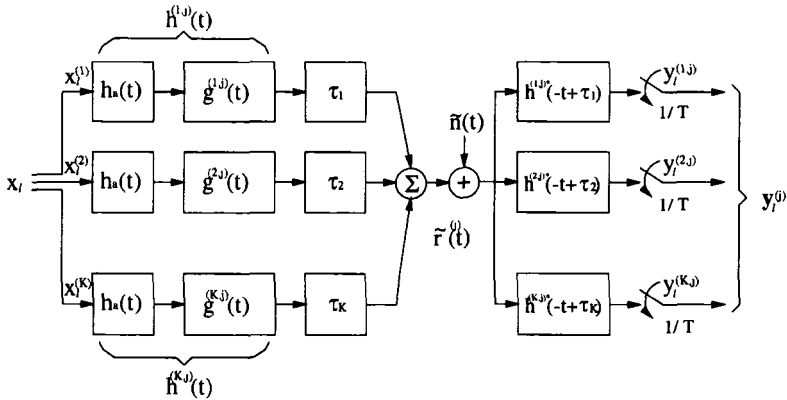 h^(1,j)(t)
x_l^(1) h_a(t) g^(1,j)(t) τ_1 h^(1,j)*(-t+τ_1) y_l^(1,j)
ñ(t) 1/T
x_l x_l^(2) h_a(t) g^(2,j)(t) τ_2 Σ + h^(2,j)*(-t+τ_2) y_l^(2,j)
1/T y_l^(j)
r̃^(j)(t)
x_l^(K) h_a(t) g^(K,j)(t) τ_K h^(K,j)*(-t+τ_K) y_l^(K,j)
1/T
h^(K,j)(t)